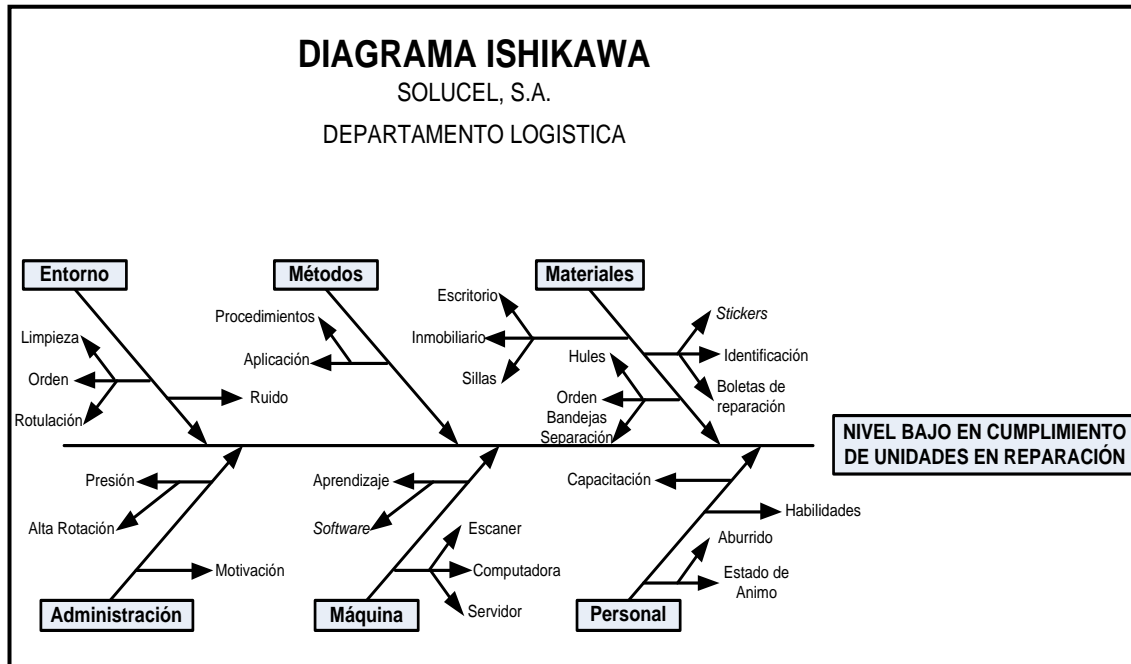 DIAGRAMA ISHIKAWA
SOLUCEL, S.A.
DEPARTAMENTO LOGISTICA
Entorno
Métodos
Materiales
Limpieza
Orden
Rotulación
Ruido
Procedimientos
Aplicación
Escritorio
Inmobiliario
Sillas
Hules
Orden
Bandejas
Separación
Stickers
Identificación
Boletas de
reparación
NIVEL BAJO EN CUMPLIMIENTO
DE UNIDADES EN REPARACIÓN
Presión
Alta Rotación
Motivación
Aprendizaje
Software
Escaner
Computadora
Servidor
Capacitación
Habilidades
Aburrido
Estado de
Animo
Administración
Máquina
Personal